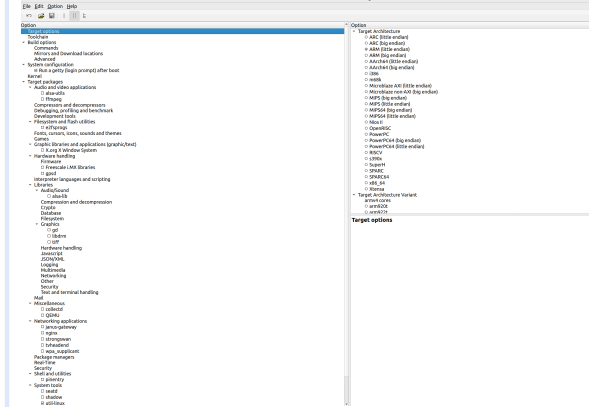 File Edit Option Help
Option
Target options
Toolchain
Build options
Commands
Mirrors and Download locations
Advanced
System configuration
Run a getty (login prompt) after boot
Kernel
Target packages
Audio and video applications
alsa-utils
ffmpeg
Compressors and decompressors
Debugging, profiling and benchmark
Development tools
Filesystem and flash utilities
e2fsprogs
Fonts, cursors, icons, sounds and themes
Games
Graphic libraries and applications (graphic/text)
X.org X Window System
Hardware handling
Firmware
Freescale i.MX libraries
gpsd
Interpreter languages and scripting
Libraries
Audio/Sound
alsa-lib
Compression and decompression
Crypto
Database
Filesystem
Graphics
gd
libdrm
tiff
Hardware handling
Javascript
JSON/XML
Logging
Multimedia
Networking
Other
Security
Text and terminal handling
Mail
Miscellaneous
collectd
QEMU
Networking applications
janus-gateway
nginx
strongswan
tvheadend
wpa_supplicant
Package managers
Real-Time
Security
Shell and utilities
pinentry
System tools
seatd
shadow
util-linux
Option
Target Architecture
ARC (little endian)
ARC (big endian)
ARM (little endian)
ARM (big endian)
AArch64 (little endian)
AArch64 (big endian)
i386
m68k
Microblaze AXI (little endian)
Microblaze non-AXI (big endian)
MIPS (big endian)
MIPS (little endian)
MIPS64 (big endian)
MIPS64 (little endian)
Nios II
OpenRISC
PowerPC
PowerPC64 (big endian)
PowerPC64 (little endian)
RISCV
s390x
SuperH
SPARC
SPARC64
x86_64
Xtensa
Target Architecture Variant
armv4 cores
arm920t
arm922t
Target options